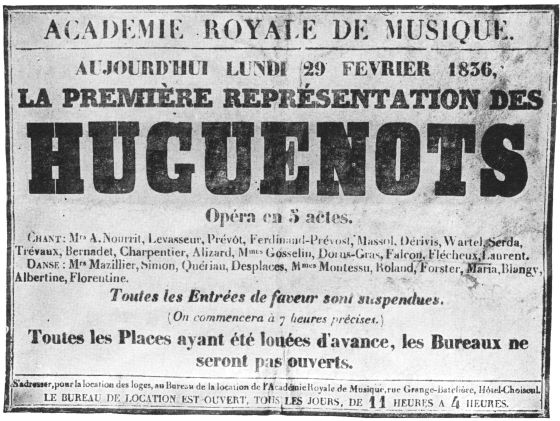 ACADEMIE ROYALE DE MUSIQUE.
AUJOURD'HUI LUNDI 29 FEVRIER 1836,
LA PREMIÈRE REPRÉSENTATION DES
HUGUENOTS
Opéra en 5 actes.
CHANT: Mrs A. Nourrit, Levasseur, Prévôt, Ferdinand-Prévost, Massol, Dérivis, Wartel, Serda,
Trévaux, Bernadet, Charpentier, Alizard, Mmes Gosselin, Dorus-Gras, Falcon, Flécheux, Laurent.
DANSE: Mrs Mazillier, Simon, Quériau, Desplaces, Mmes Montessu, Roland, Forster, Maria, Blangy,
Albertine, Florentine.
Toutes les Entrées de faveur sont suspendues.
(On commencera à 7 heures précises.)
Toutes les Places ayant été louées d'avance, les Bureaux ne
seront pas ouverts.
S'adresser, pour la location des loges, au Bureau de la location de l'Académie Royale de Musique, rue Grange-Batelière, Hôtel-Choiseul.
LE BUREAU DE LOCATION EST OUVERT, TOUS LES JOURS, DE 11 HEURES A 4 HEURES.